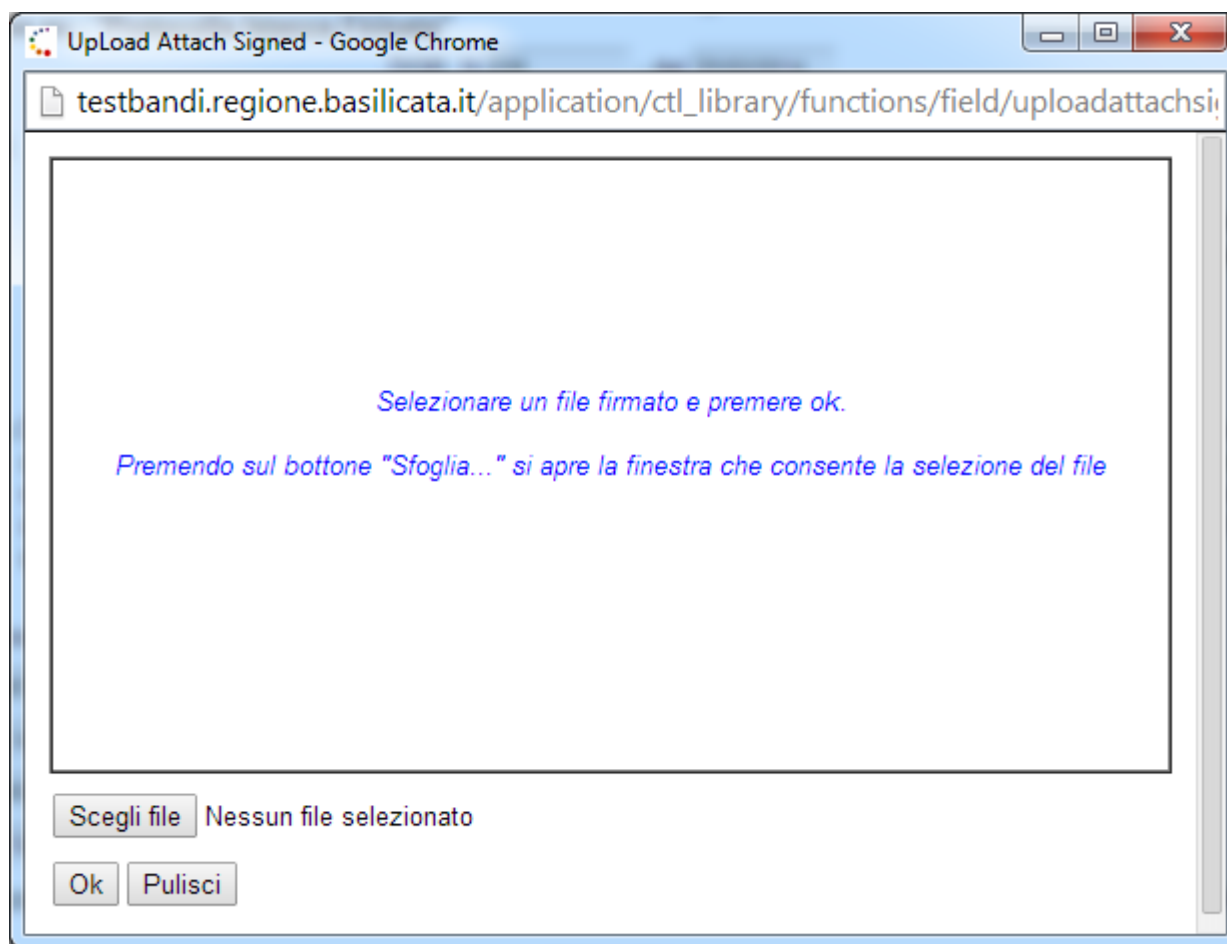 UpLoad Attach Signed - Google Chrome
testbandi.regione.basilicata.it/application/ctl_library/functions/field/uploadattachsi
Selezionare un file firmato e premere ok.
Premendo sul bottone "Sfoglia..." si apre la finestra che consente la selezione del file
Scegli file Nessun file selezionato
Ok Pulisci